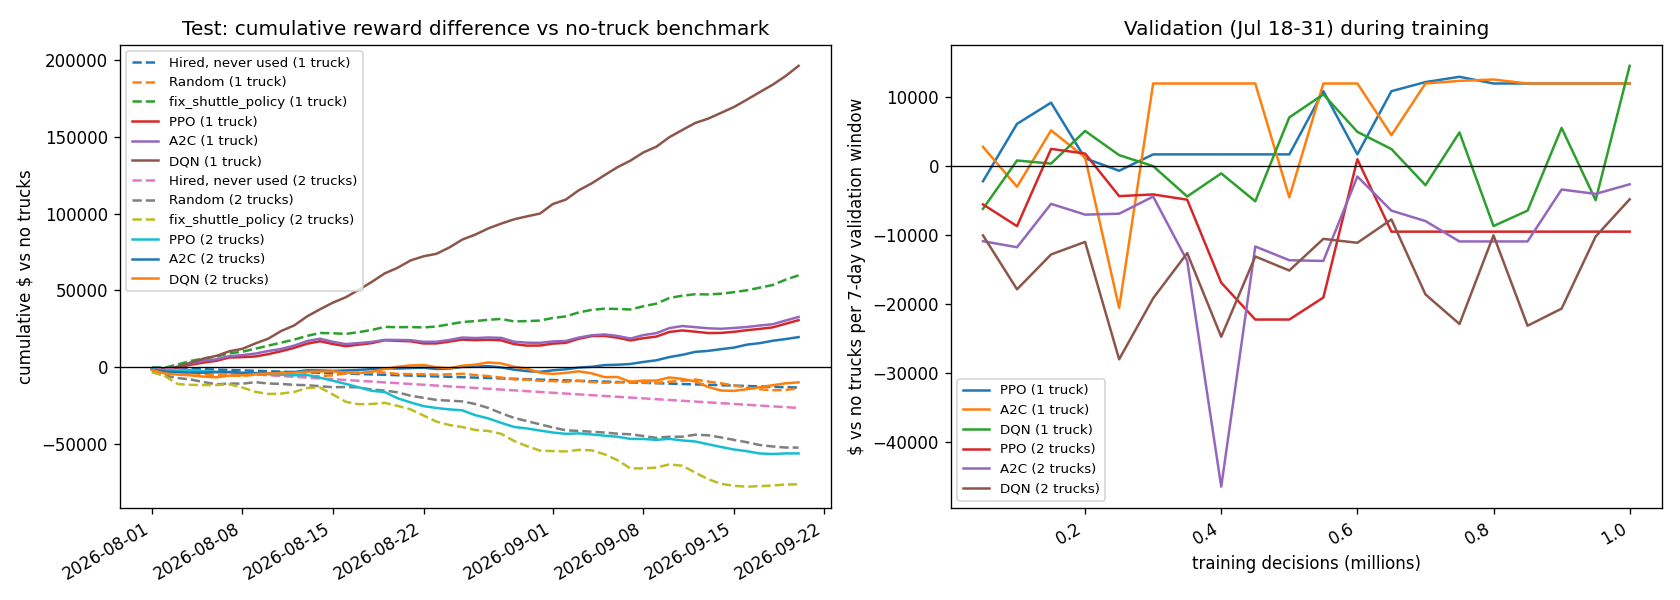 Test: cumulative reward difference vs no-truck benchmark
cumulative $ vs no trucks
200000
150000
100000
50000
0
−50000
Hired, never used (1 truck)
Random (1 truck)
fix_shuttle_policy (1 truck)
PPO (1 truck)
A2C (1 truck)
DQN (1 truck)
Hired, never used (2 trucks)
Random (2 trucks)
fix_shuttle_policy (2 trucks)
PPO (2 trucks)
A2C (2 trucks)
DQN (2 trucks)
2026-08-01
2026-08-08
2026-08-15
2026-08-22
2026-09-01
2026-09-08
2026-09-15
2026-09-22
Validation (Jul 18-31) during training
$ vs no trucks per 7-day validation window
10000
0
−10000
−20000
−30000
−40000
PPO (1 truck)
A2C (1 truck)
DQN (1 truck)
PPO (2 trucks)
A2C (2 trucks)
DQN (2 trucks)
0.2
0.4
0.6
0.8
1.0
training decisions (millions)